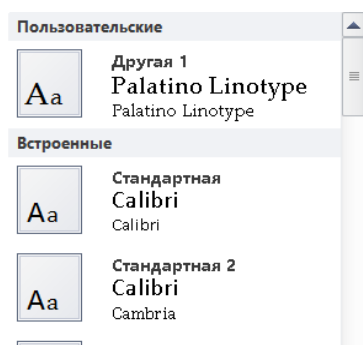 Пользовательские
Aa
Другая 1
Palatino Linotype
Palatino Linotype
Встроенные
Aa
Стандартная
Calibri
Calibri
Aa
Стандартная 2
Calibri
Cambria